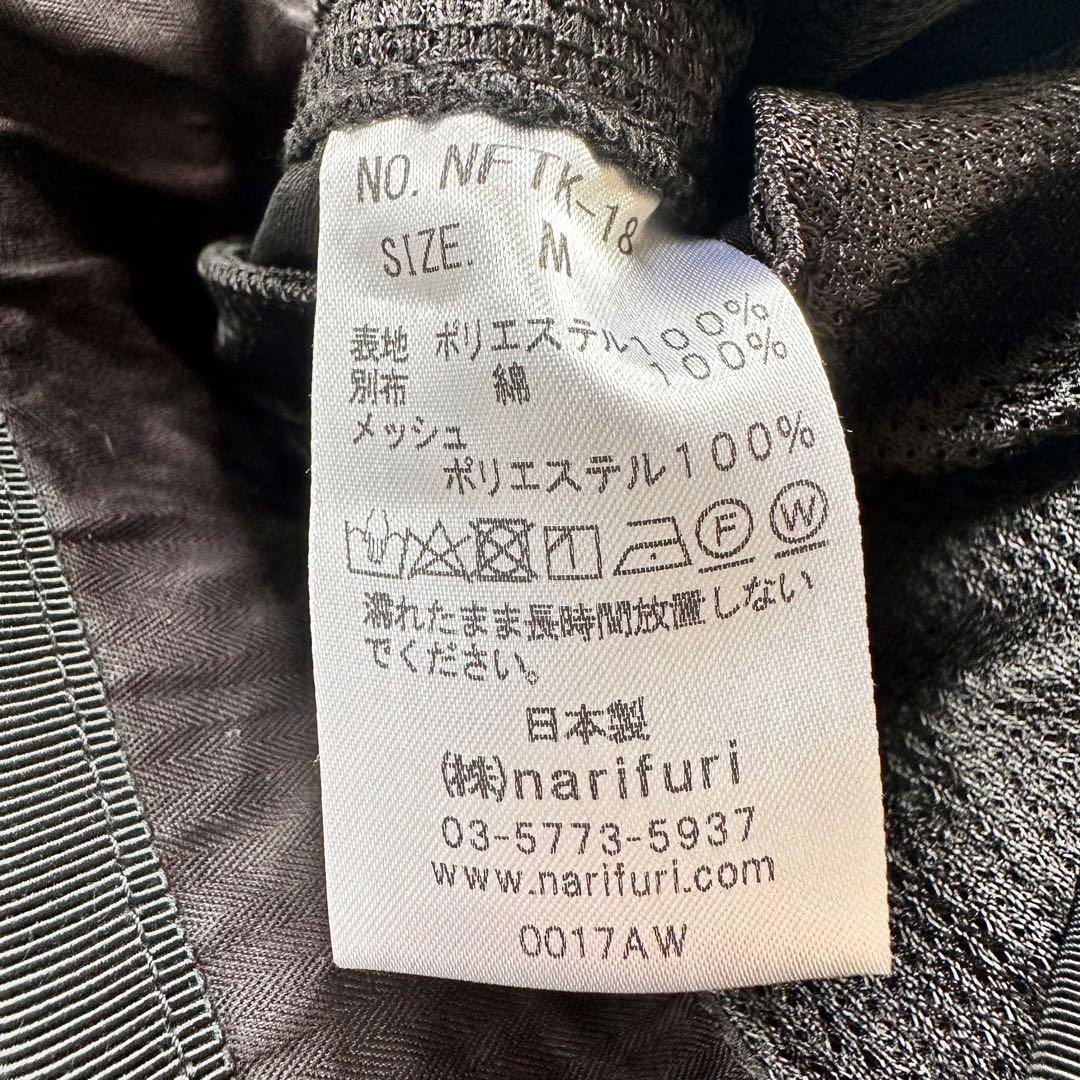 NO. NF TK-18
SIZE. M
表地 ポリエステル100%
別布 綿 100%
メッシュ
ポリエステル100%
1 F W
濡れたまま長時間放置しない
でください。
日本製
(株)narifuri
03-5773-5937
www.narifuri.com
0017AW